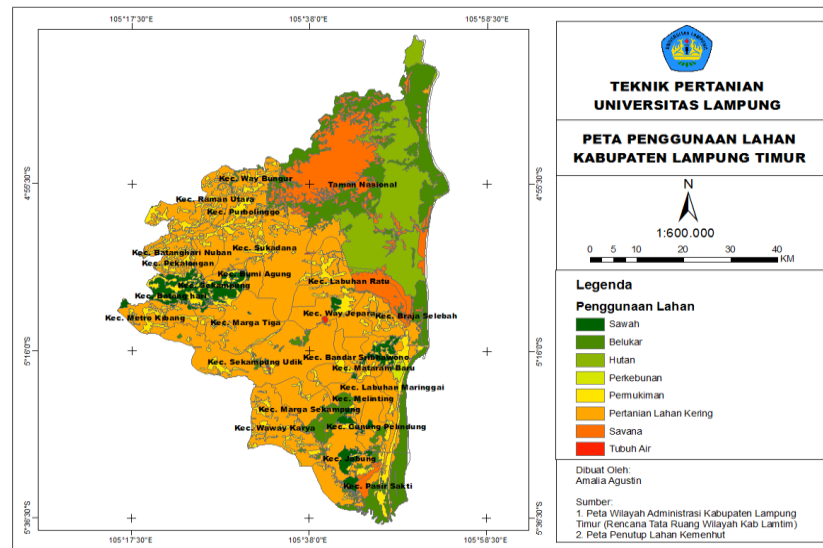 105°17'30"E
105°38'0"E
105°58'30"E
4°55'30"S
4°55'30"S
5°16'0"S
5°16'0"S
5°36'30"S
5°36'30"S
105°17'30"E
105°38'0"E
105°58'30"E
Kec. Way Bungur
Taman Nasional
Kec. Raman Utara
Kec. Purbolinggo
Kec. Sukadana
Kec. Batanghari Nuban
Kec. Pekalongan
Kec. Bumi Agung
Kec. Sekampung
Kec. Labuhan Ratu
Kec. Batanghari
Kec. Metro Kibang
Kec. Marga Tiga
Kec. Way Jepara
Kec. Braja Selebah
Kec. Sekampung Udik
Kec. Bandar Sribhawono
Kec. Mataram Baru
Kec. Labuhan Maringgai
Kec. Melinting
Kec. Marga Sekampung
Kec. Waway Karya
Kec. Gunung Pelindung
Kec. Jabung
Kec. Pasir Sakti
UNIVERSITAS LAMPUNG
TEKNIK PERTANIAN
UNIVERSITAS LAMPUNG
PETA PENGGUNAAN LAHAN
KABUPATEN LAMPUNG TIMUR
N
1:600.000
0 5 10 20 30 40
KM
Legenda
Penggunaan Lahan
Sawah
Belukar
Hutan
Perkebunan
Permukiman
Pertanian Lahan Kering
Savana
Tubuh Air
Dibuat Oleh:
Amalia Agustin
Sumber:
1. Peta Wilayah Administrasi Kabupaten Lampung
Timur (Rencana Tata Ruang Wilayah Kab Lamtim)
2. Peta Penutup Lahan Kemenhut